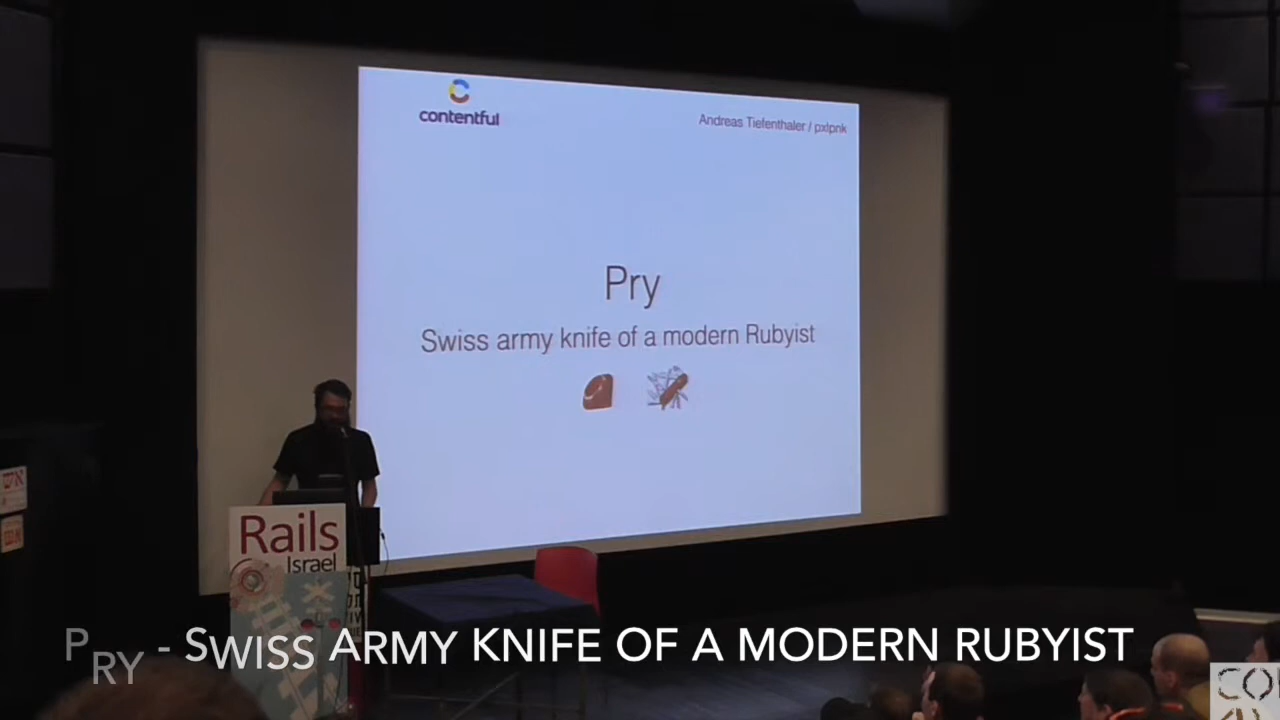 contentful
Andreas Tiefenthaler / pxlpnk
Pry
Swiss army knife of a modern Rubyist
Rails
Israel
אש
PRY - SWISS ARMY KNIFE OF A MODERN RUBYIST